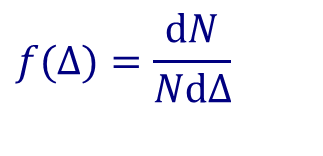 f(Δ) = dN / NdΔ